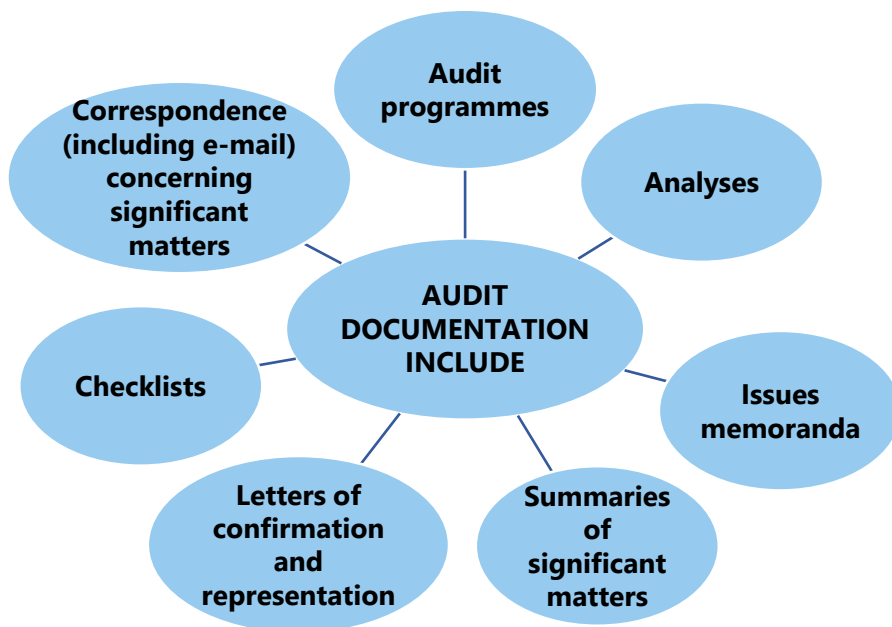 Audit
programmes
Correspondence
(including e-mail)
concerning
significant
matters
Analyses
AUDIT
DOCUMENTATION
INCLUDE
Checklists
Issues
memoranda
Letters of
confirmation
and
representation
Summaries
of
significant
matters